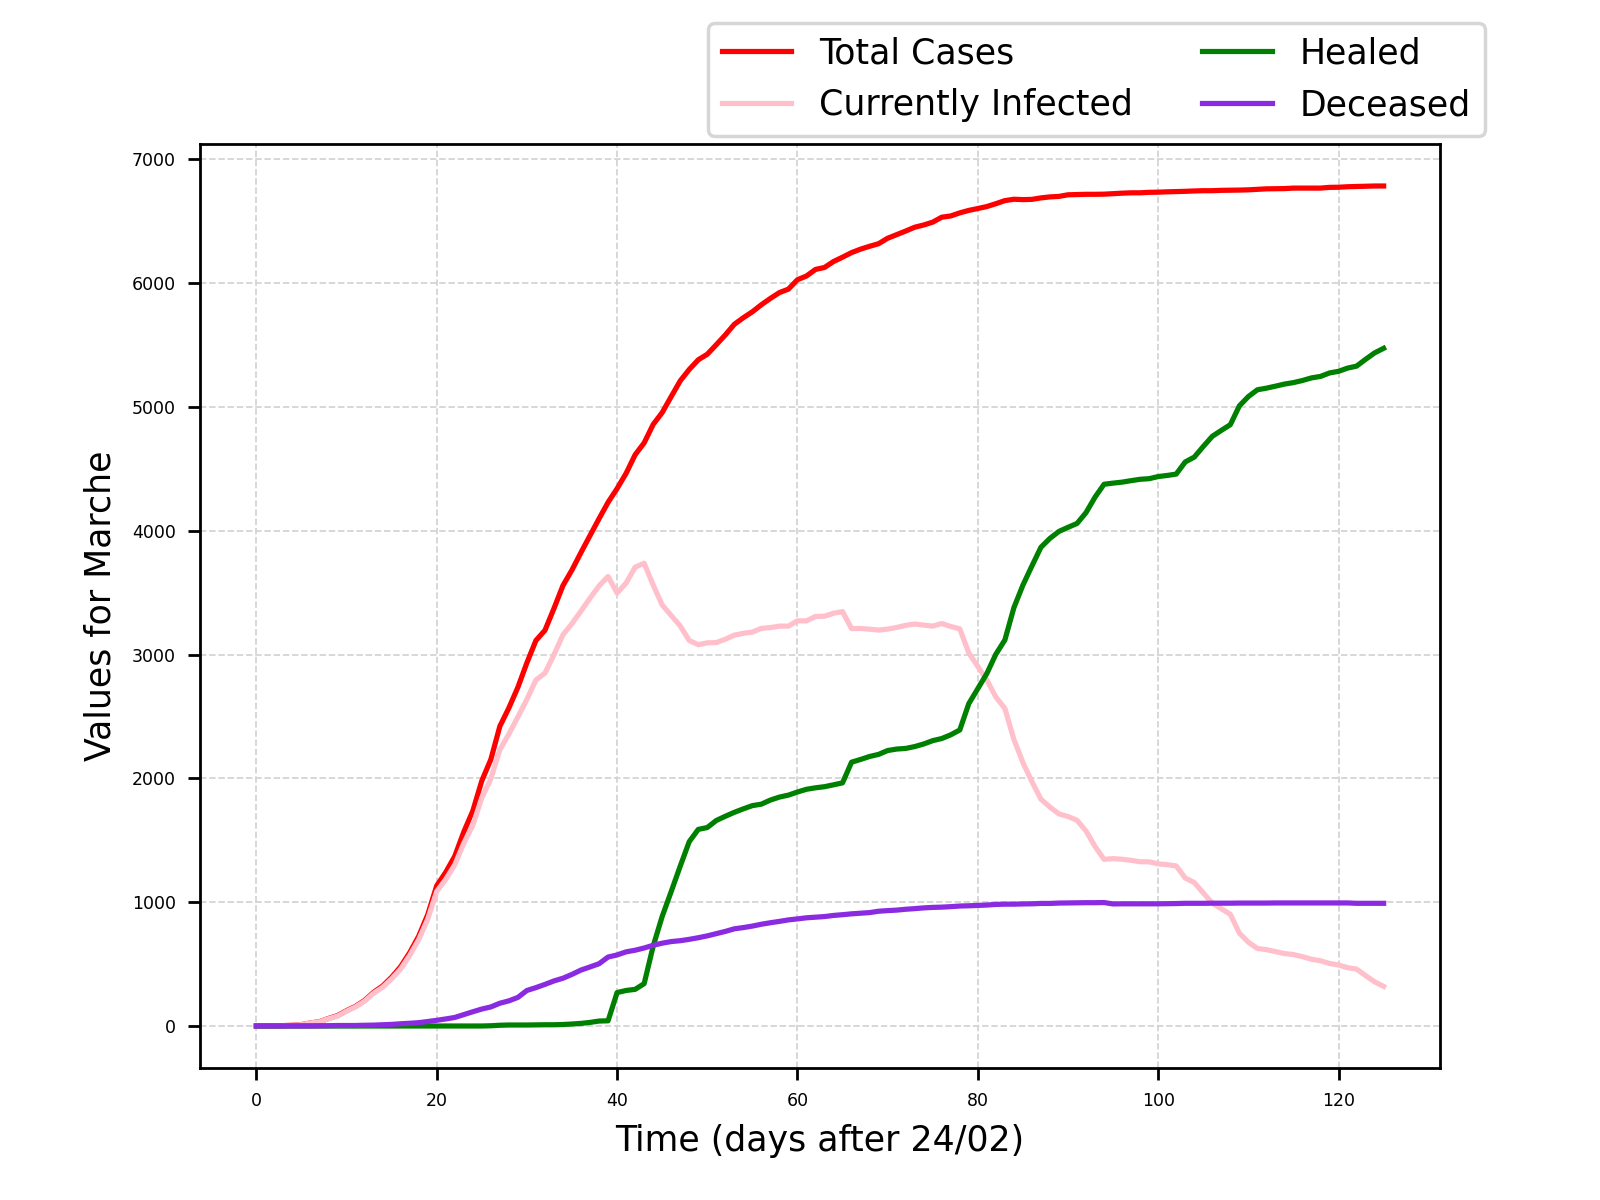 Total Cases
Currently Infected
Healed
Deceased
7000
6000
5000
4000
3000
2000
1000
0
Values for Marche
0 20 40 60 80 100 120
Time (days after 24/02)